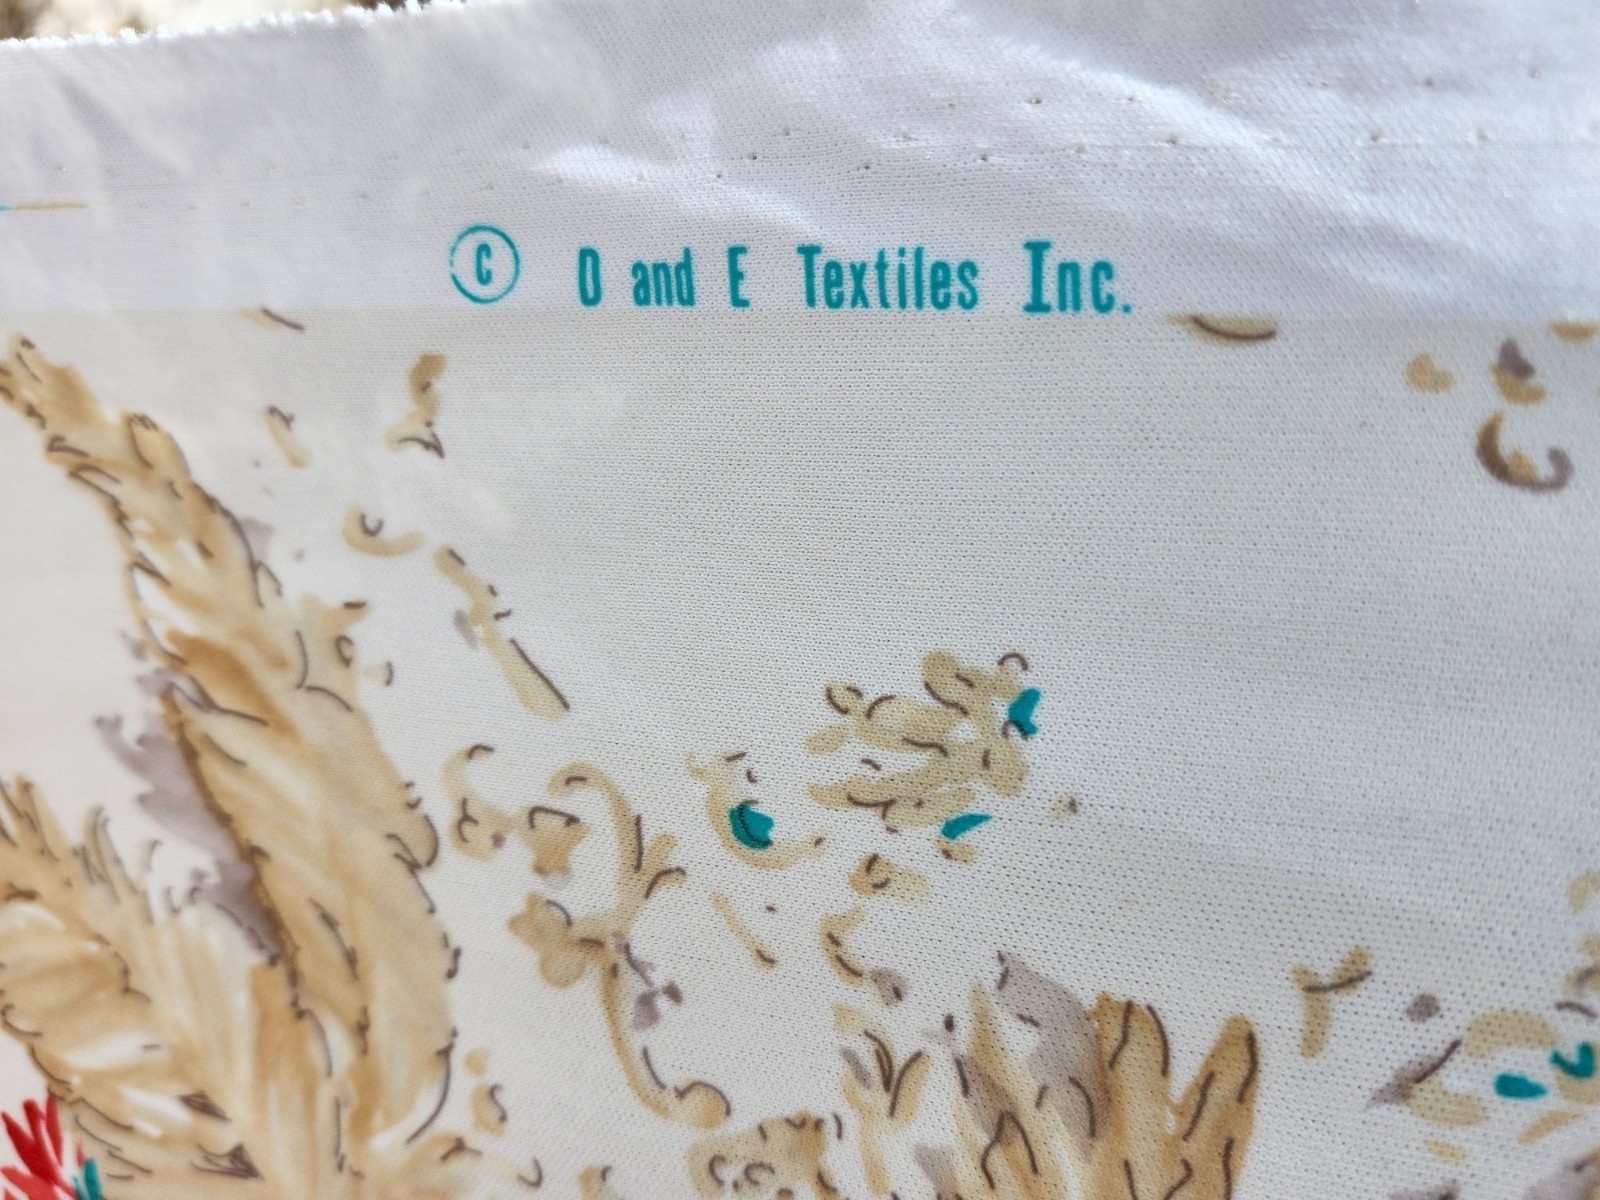 © D and E Textiles Inc.